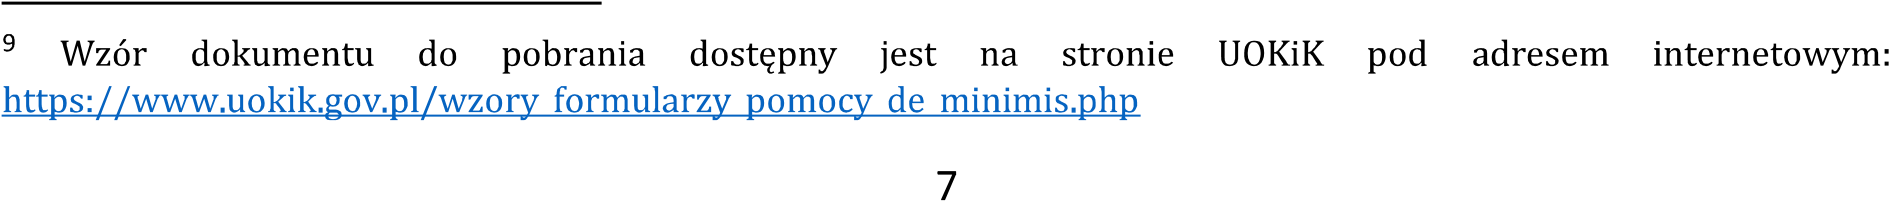 ⁹ Wzór dokumentu do pobrania dostępny jest na stronie UOKiK pod adresem internetowym:
https://www.uokik.gov.pl/wzory_formularzy_pomocy_de_minimis.php
7